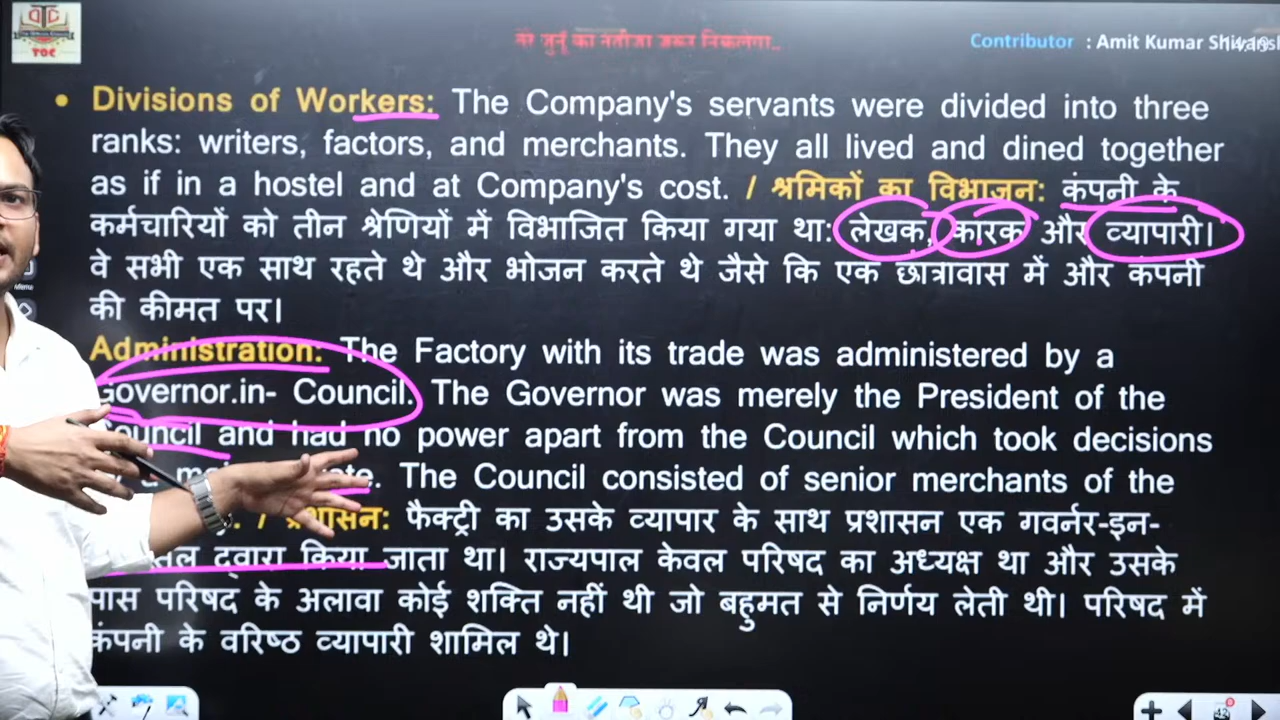 तेरे जुनूं का नतीजा जरूर निकलेगा..
Contributor : Amit Kumar
TOC
• Divisions of Workers: The Company's servants were divided into three
ranks: writers, factors, and merchants. They all lived and dined together
as if in a hostel and at Company's cost. / श्रमिकों का विभाजन: कंपनी के
कर्मचारियों को तीन श्रेणियों में विभाजित किया गया था: लेखक, कारक और व्यापारी।
वे सभी एक साथ रहते थे और भोजन करते थे जैसे कि एक छात्रावास में और कंपनी
की कीमत पर।
Administration: The Factory with its trade was administered by a
Governor.in- Council. The Governor was merely the President of the
Council and had no power apart from the Council which took decisions
The Council consisted of senior merchants of the
/ प्रशासन: फैक्ट्री का उसके व्यापार के साथ प्रशासन एक गवर्नर-इन-
द्वारा किया जाता था। राज्यपाल केवल परिषद का अध्यक्ष था और उसके
पास परिषद के अलावा कोई शक्ति नहीं थी जो बहुमत से निर्णय लेती थी। परिषद में
कंपनी के वरिष्ठ व्यापारी शामिल थे।